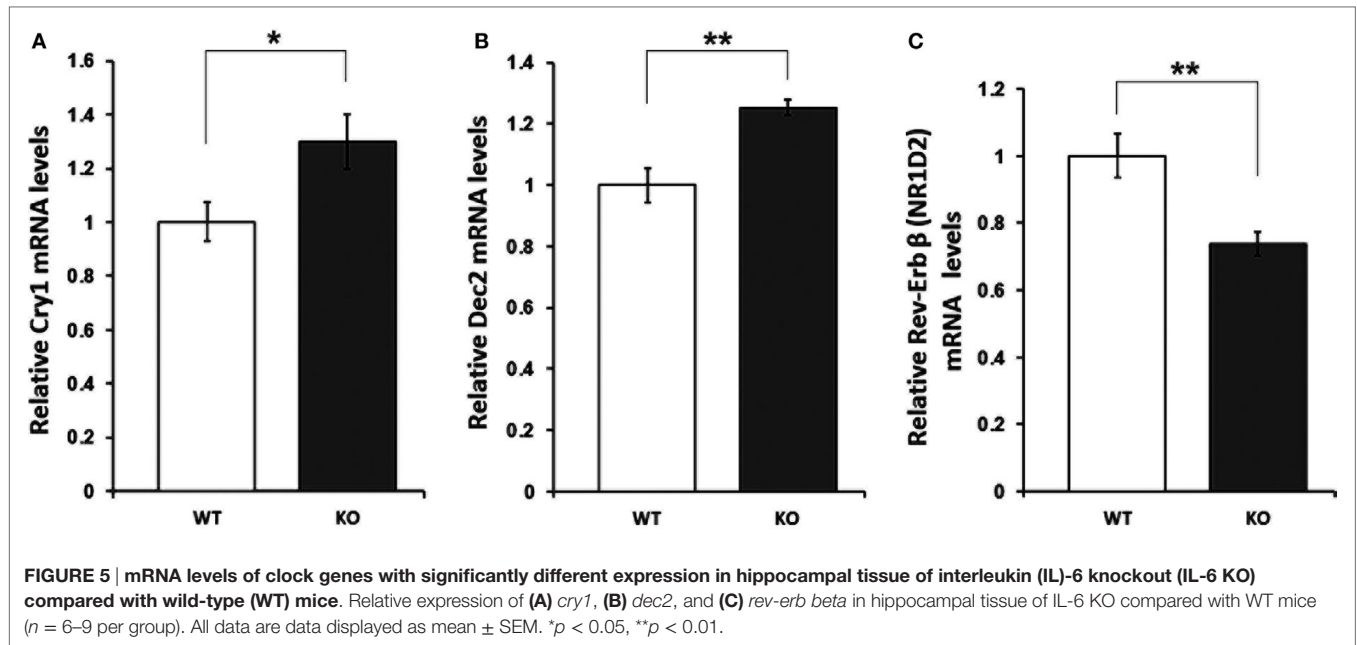 A
*
Relative Cry1 mRNA levels
1.6
1.4
1.2
1
0.8
0.6
0.4
0.2
0
WT
KO
B
**
Relative Dec2 mRNA levels
1.4
1.2
1
0.8
0.6
0.4
0.2
0
WT
KO
C
**
Relative Rev-Erb β (NR1D2)
mRNA levels
1.2
1
0.8
0.6
0.4
0.2
0
WT
KO
FIGURE 5 | mRNA levels of clock genes with significantly different expression in hippocampal tissue of interleukin (IL)-6 knockout (IL-6 KO)
compared with wild-type (WT) mice. Relative expression of (A) cry1, (B) dec2, and (C) rev-erb beta in hippocampal tissue of IL-6 KO compared with WT mice
(n = 6–9 per group). All data are data displayed as mean ± SEM. *p < 0.05, **p < 0.01.